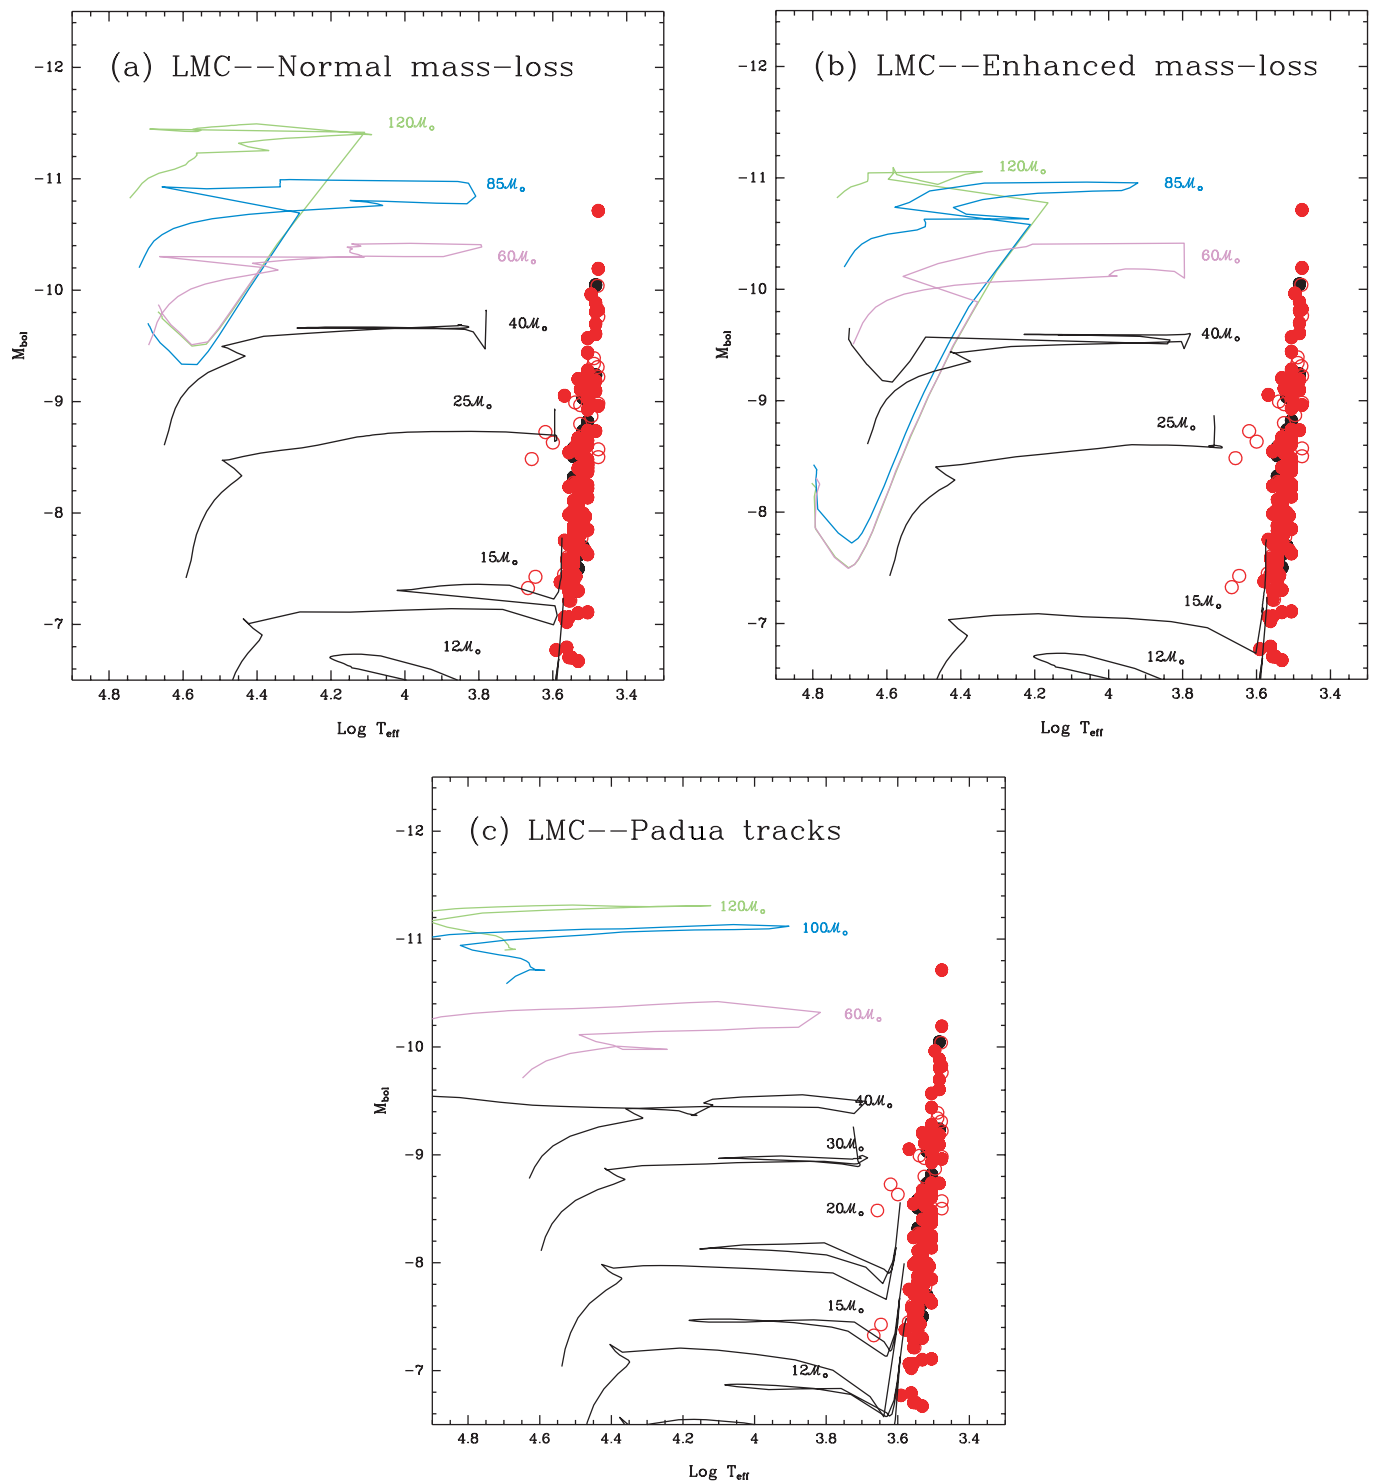 (a) LMC--Normal mass-loss
-12
-11
-10
-9
-8
-7
Mbol
120M☉
85M☉
60M☉
40M☉
25M☉
15M☉
12M☉
4.8 4.6 4.4 4.2 4 3.8 3.6 3.4
Log Teff
(b) LMC--Enhanced mass-loss
-12
-11
-10
-9
-8
-7
Mbol
120M☉
85M☉
60M☉
40M☉
25M☉
15M☉
12M☉
4.8 4.6 4.4 4.2 4 3.8 3.6 3.4
Log Teff
(c) LMC--Padua tracks
-12
-11
-10
-9
-8
-7
Mbol
120M☉
100M☉
60M☉
40M☉
30M☉
20M☉
15M☉
12M☉
4.8 4.6 4.4 4.2 4 3.8 3.6 3.4
Log Teff